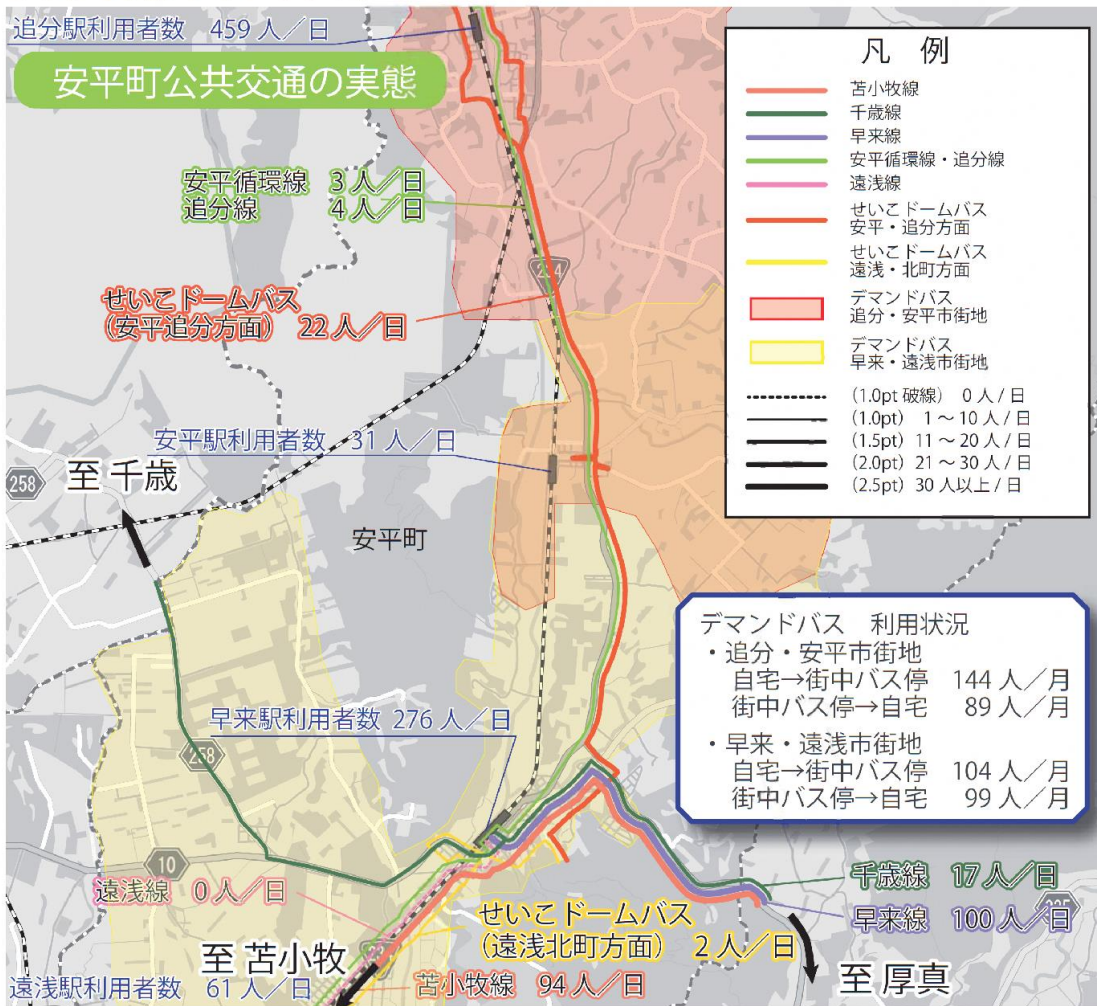 追分駅利用者数 459人/日
安平町公共交通の実態
安平循環線 3人/日
追分線 4人/日
234
せいこドームバス
(安平追分方面) 22人/日
安平駅利用者数 31人/日
258
至 千歳
安平町
早来駅利用者数 276人/日
258
10
遠浅線 0人/日
至 苫小牧
遠浅駅利用者数 61人/日
苫小牧線 94人/日
せいこドームバス
(遠浅北町方面) 2人/日
千歳線 17人/日
早来線 100人/日
至 厚真
凡 例
苫小牧線
千歳線
早来線
安平循環線・追分線
遠浅線
せいこドームバス
安平・追分方面
せいこドームバス
遠浅・北町方面
デマンドバス
追分・安平市街地
デマンドバス
早来・遠浅市街地
(1.0pt 破線) 0人/日
(1.0pt) 1〜10人/日
(1.5pt) 11〜20人/日
(2.0pt) 21〜30人/日
(2.5pt) 30人以上/日
デマンドバス 利用状況
・追分・安平市街地
自宅→街中バス停 144人/月
街中バス停→自宅 89人/月
・早来・遠浅市街地
自宅→街中バス停 104人/月
街中バス停→自宅 99人/月